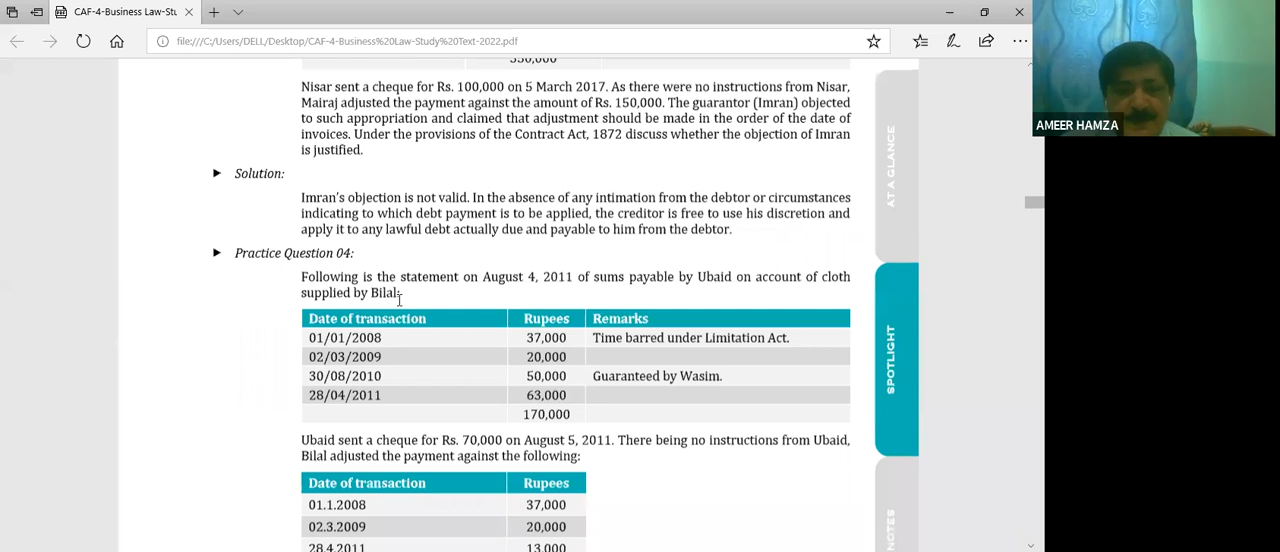 CAF-4-Business Law-Stu
file:///C:/Users/DELL/Desktop/CAF-4-Business%20Law-Study%20Text-2022.pdf
AMEER HAMZA
Nisar sent a cheque for Rs. 100,000 on 5 March 2017. As there were no instructions from Nisar,
Mairaj adjusted the payment against the amount of Rs. 150,000. The guarantor (Imran) objected
to such appropriation and claimed that adjustment should be made in the order of the date of
invoices. Under the provisions of the Contract Act, 1872 discuss whether the objection of Imran
is justified.
Solution:
Imran's objection is not valid. In the absence of any intimation from the debtor or circumstances
indicating to which debt payment is to be applied, the creditor is free to use his discretion and
apply it to any lawful debt actually due and payable to him from the debtor.
Practice Question 04:
Following is the statement on August 4, 2011 of sums payable by Ubaid on account of cloth
supplied by Bilal:
Date of transaction Rupees Remarks
01/01/2008 37,000 Time barred under Limitation Act.
02/03/2009 20,000
30/08/2010 50,000 Guaranteed by Wasim.
28/04/2011 63,000
170,000
Ubaid sent a cheque for Rs. 70,000 on August 5, 2011. There being no instructions from Ubaid,
Bilal adjusted the payment against the following:
Date of transaction Rupees
01.1.2008 37,000
02.3.2009 20,000
28.4.2011 13,000
AT A GLANCE
SPOTLIGHT
NOTES